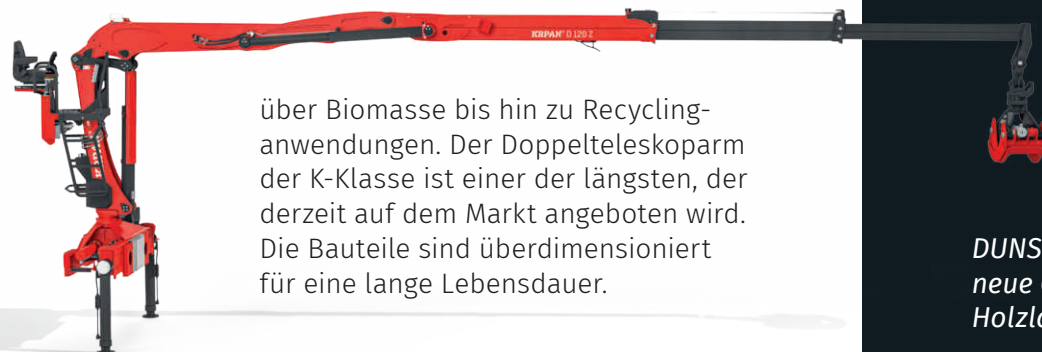 KRPAN D 120 Z
über Biomasse bis hin zu Recycling-
anwendungen. Der Doppelteleskoparm
der K-Klasse ist einer der längsten, der
derzeit auf dem Markt angeboten wird.
Die Bauteile sind überdimensioniert
für eine lange Lebensdauer.
DUNS
neue
Holzl